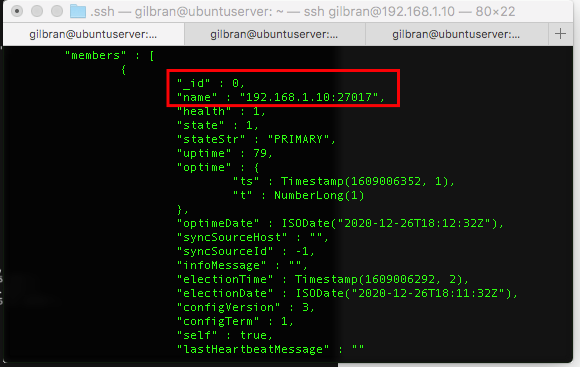 .ssh — gilbran@ubuntuserver: ~ — ssh gilbran@192.168.1.10 — 80×22
gilbran@ubuntuserver:... gilbran@ubuntuserver:... gilbran@ubuntuserver:... +
"members" : [
{
"_id" : 0,
"name" : "192.168.1.10:27017",
"health" : 1,
"state" : 1,
"stateStr" : "PRIMARY",
"uptime" : 79,
"optime" : {
"ts" : Timestamp(1609006352, 1),
"t" : NumberLong(1)
},
"optimeDate" : ISODate("2020-12-26T18:12:32Z"),
"syncSourceHost" : "",
"syncSourceId" : -1,
"infoMessage" : "",
"electionTime" : Timestamp(1609006292, 2),
"electionDate" : ISODate("2020-12-26T18:11:32Z"),
"configVersion" : 3,
"configTerm" : 1,
"self" : true,
"lastHeartbeatMessage" : ""